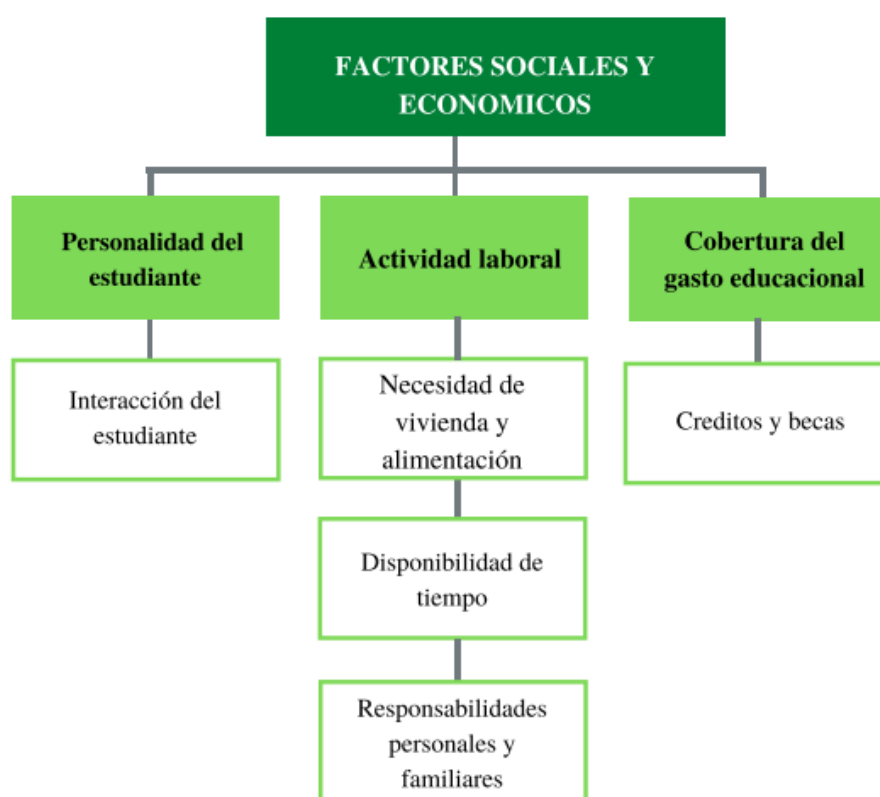 FACTORES SOCIALES Y
ECONOMICOS
Personalidad del
estudiante
Interacción del
estudiante
Actividad laboral
Necesidad de
vivienda y
alimentación
Disponibilidad de
tiempo
Responsabilidades
personales y
familiares
Cobertura del
gasto educacional
Creditos y becas